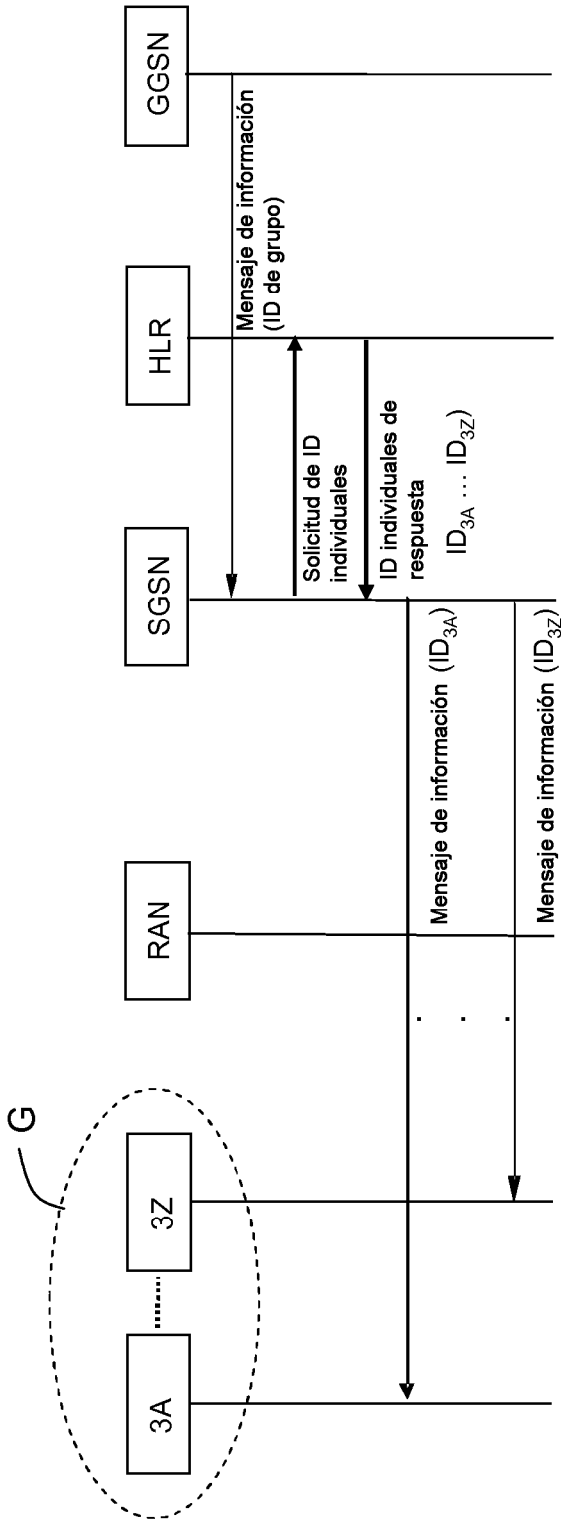 G
3A
3Z
RAN
SGSN
HLR
GGSN
Mensaje de información
(ID de grupo)
Solicitud de ID
individuales
ID individuales de
respuesta
ID3A ... ID3Z)
Mensaje de información (ID3A)
. . .
Mensaje de información (ID3Z)